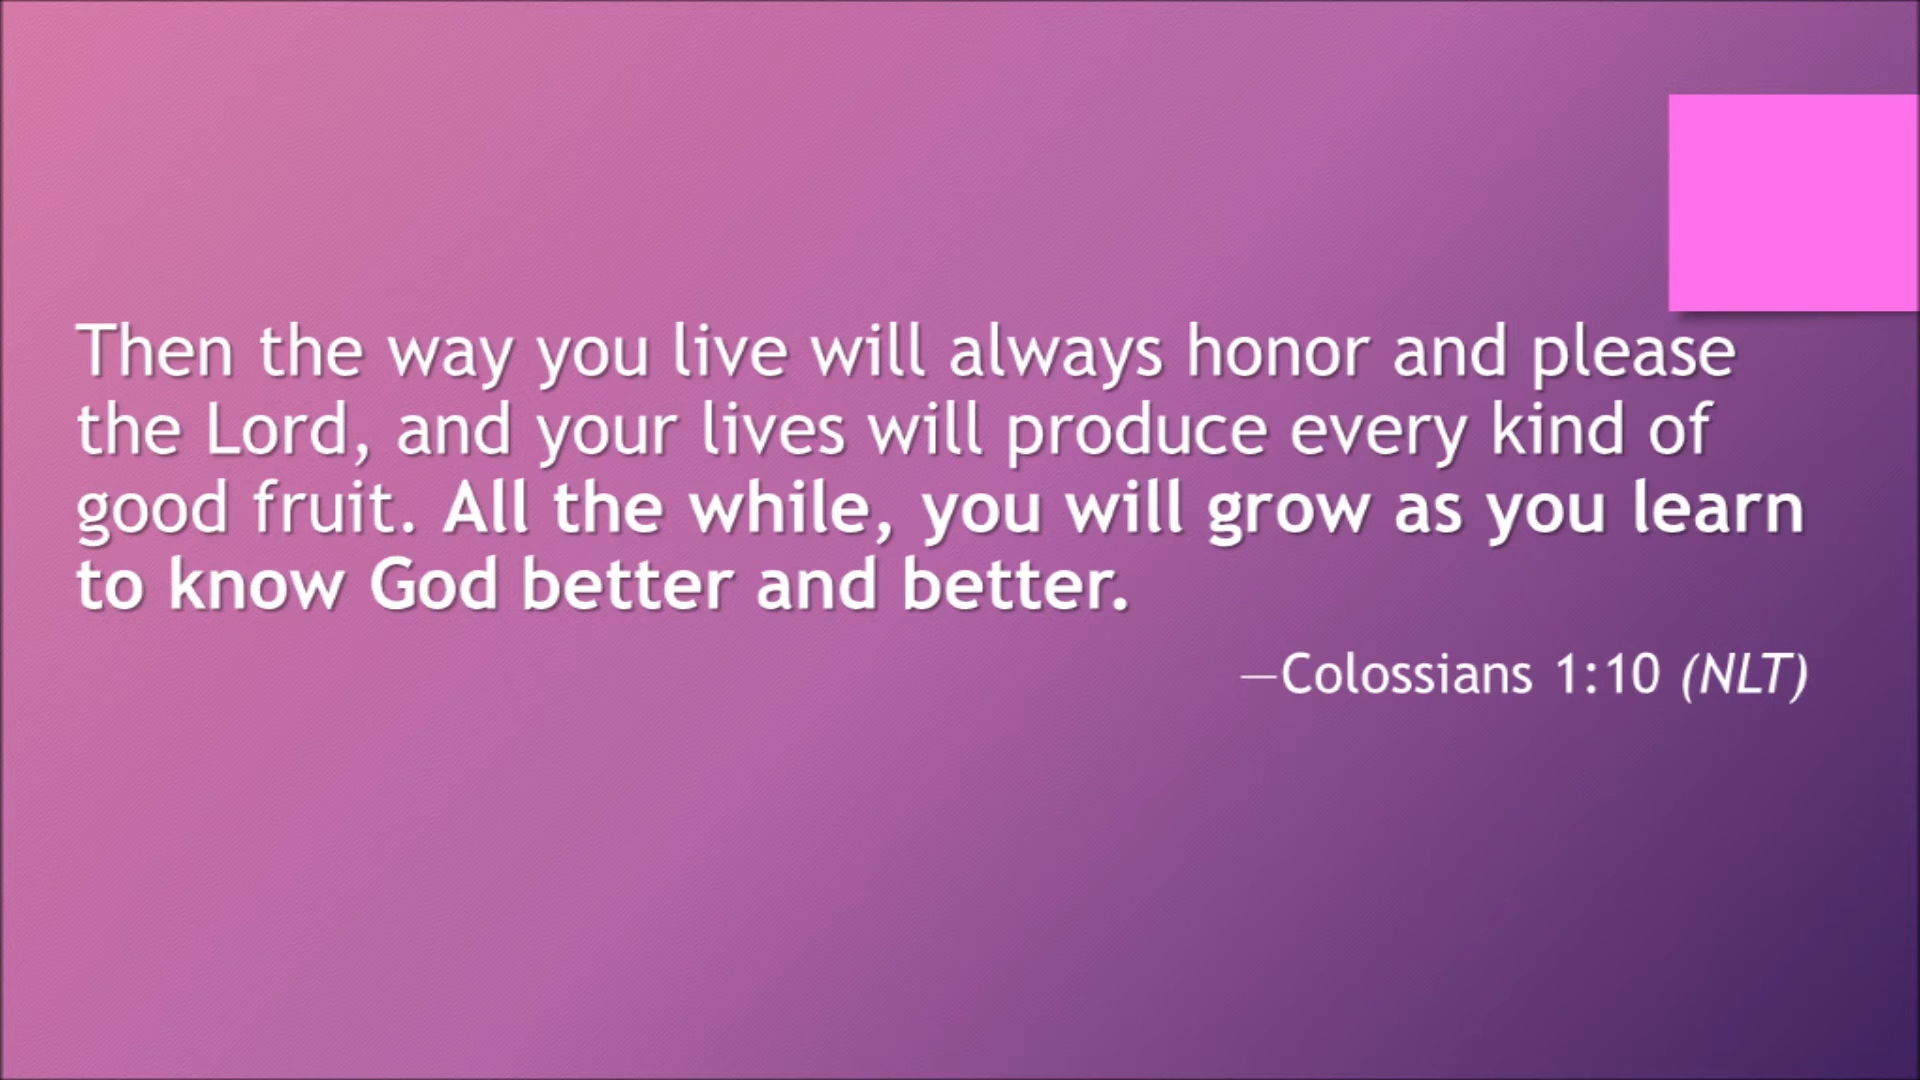 Then the way you live will always honor and please
the Lord, and your lives will produce every kind of
good fruit. All the while, you will grow as you learn
to know God better and better.
—Colossians 1:10 (NLT)